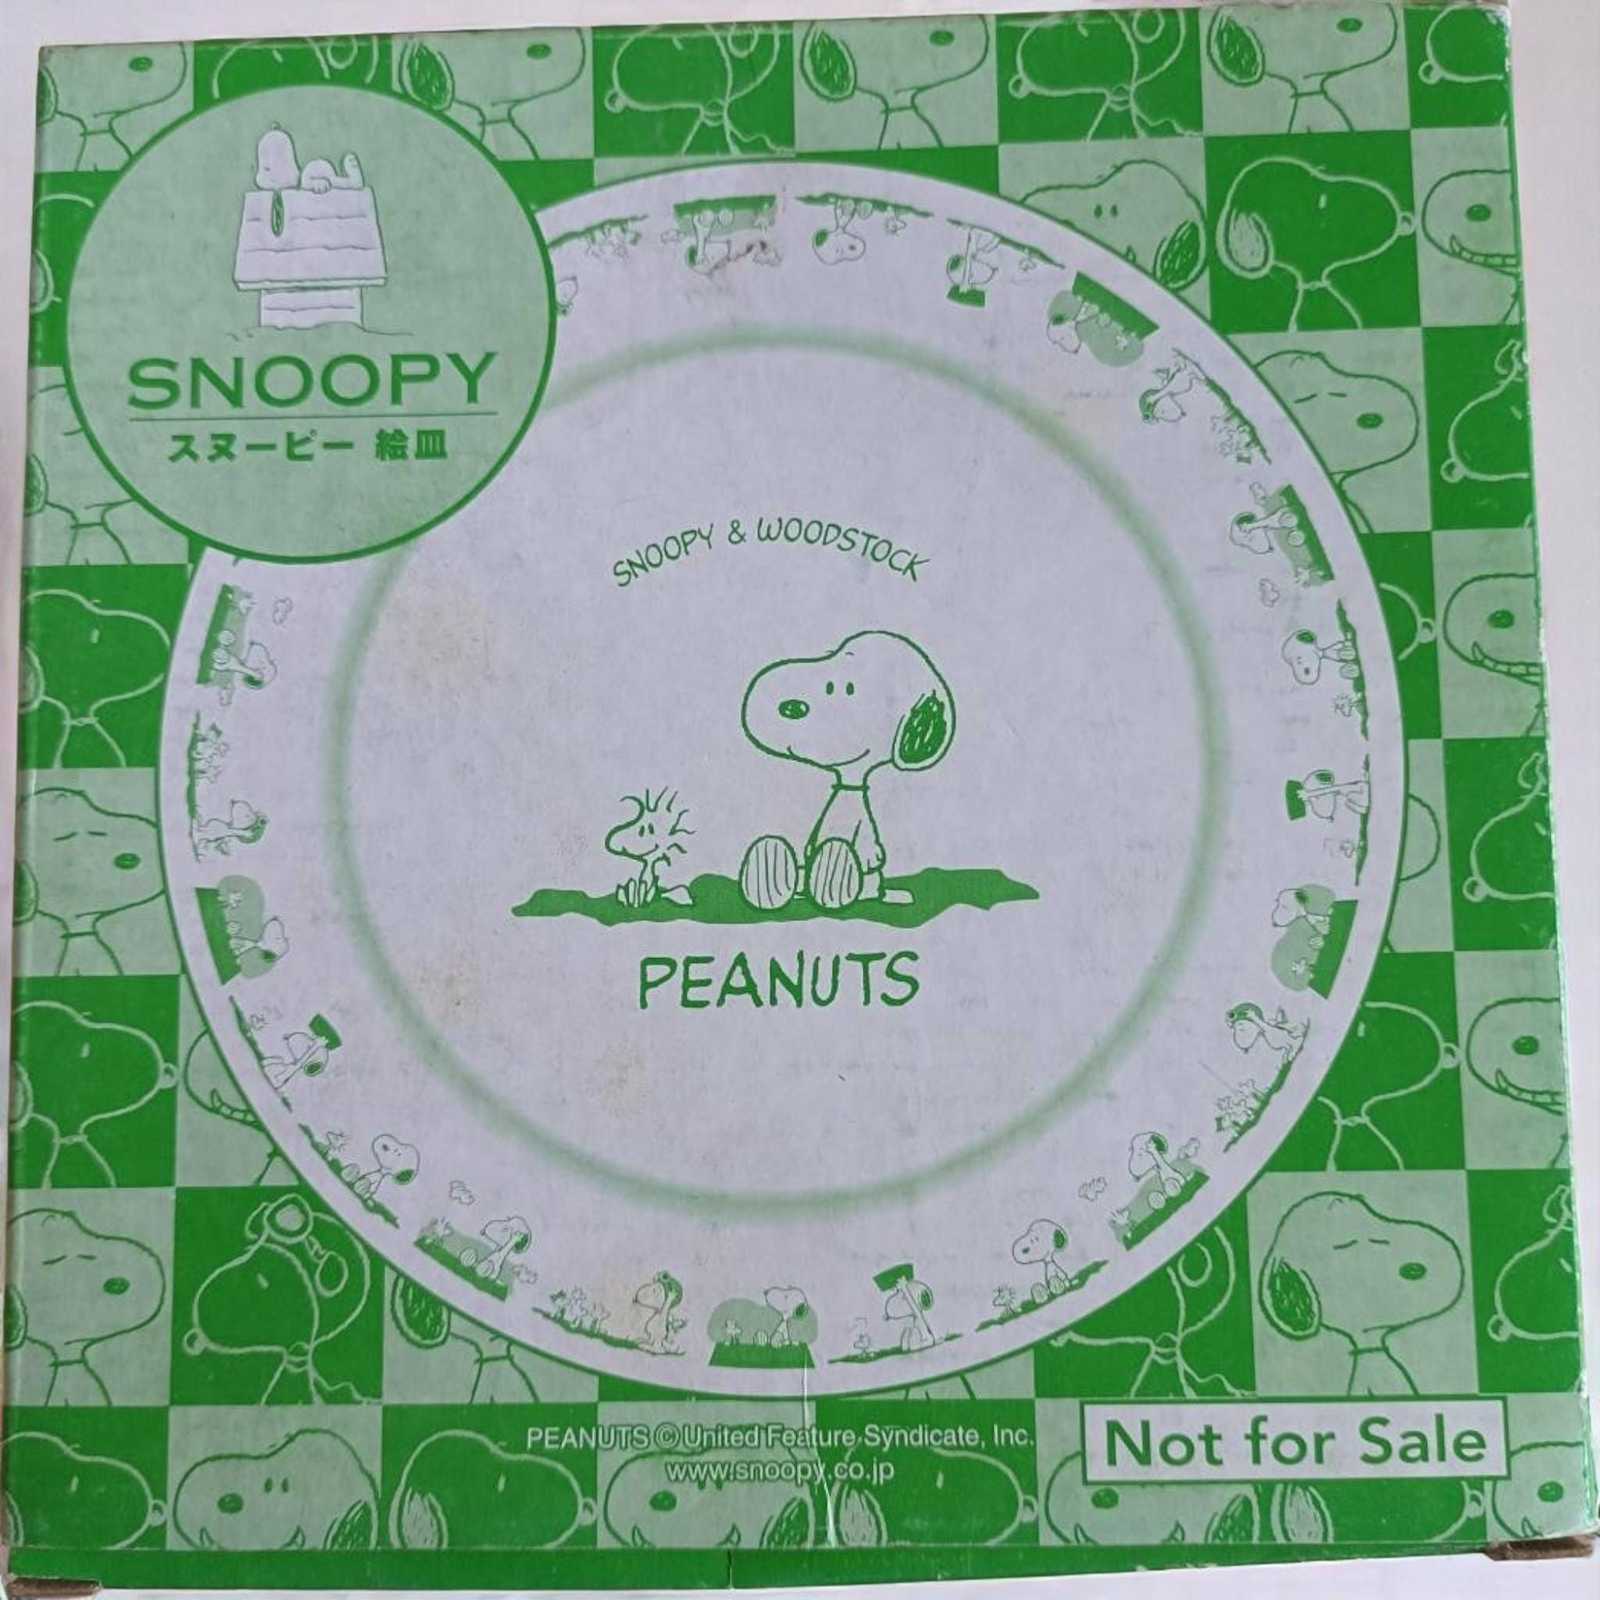 SNOOPY
スヌーピー 絵皿
SNOOPY & WOODSTOCK
PEANUTS
PEANUTS © United Feature Syndicate, Inc.
www.snoopy.co.jp
Not for Sale